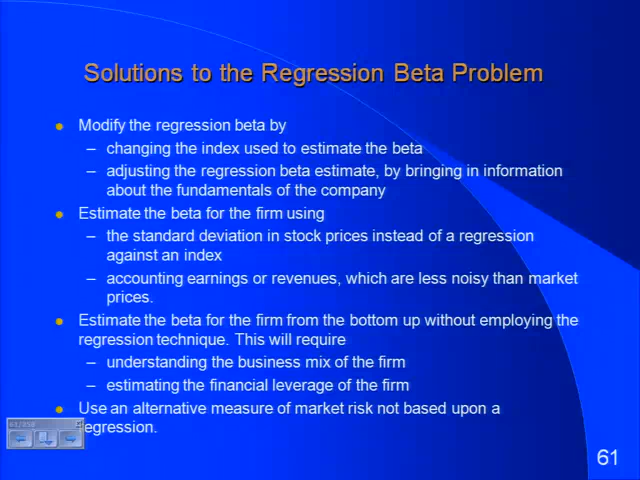 Solutions to the Regression Beta Problem
Modify the regression beta by
– changing the index used to estimate the beta
– adjusting the regression beta estimate, by bringing in information
about the fundamentals of the company
Estimate the beta for the firm using
– the standard deviation in stock prices instead of a regression
against an index
– accounting earnings or revenues, which are less noisy than market
prices.
Estimate the beta for the firm from the bottom up without employing the
regression technique. This will require
– understanding the business mix of the firm
– estimating the financial leverage of the firm
Use an alternative measure of market risk not based upon a
regression.
61